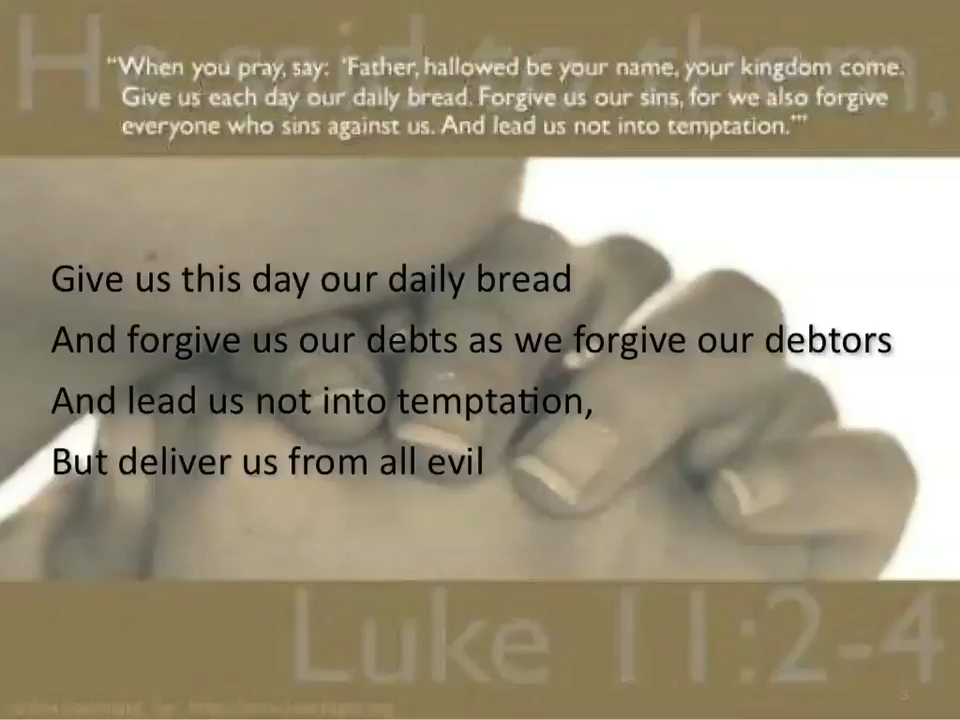 He said to them,
“When you pray, say: ‘Father, hallowed be your name, your kingdom come.
Give us each day our daily bread. Forgive us our sins, for we also forgive
everyone who sins against us. And lead us not into temptation.’”
Give us this day our daily bread
And forgive us our debts as we forgive our debtors
And lead us not into temptation,
But deliver us from all evil
Luke 11:2-4
3